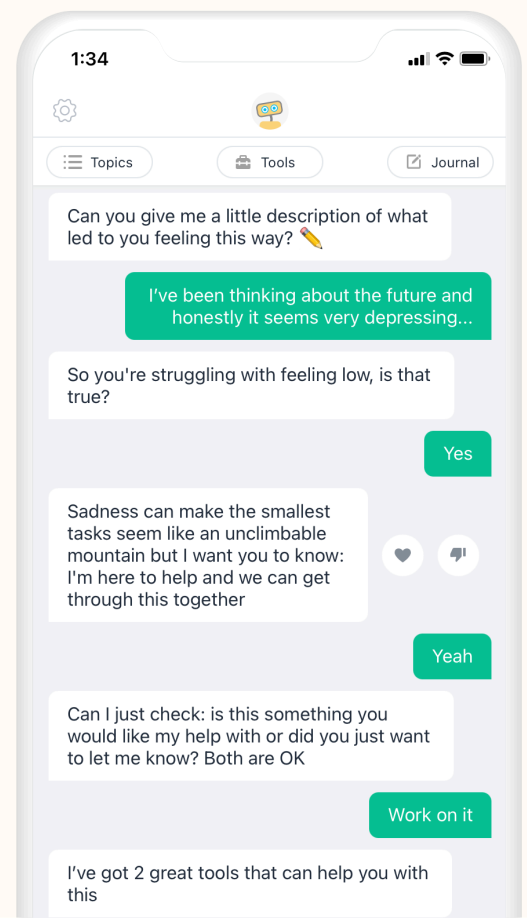 1:34
Topics
Tools
Journal
Can you give me a little description of what
led to you feeling this way? ✏️
I’ve been thinking about the future and
honestly it seems very depressing...
So you're struggling with feeling low, is that
true?
Yes
Sadness can make the smallest
tasks seem like an unclimbable
mountain but I want you to know:
I'm here to help and we can get
through this together
Yeah
Can I just check: is this something you
would like my help with or did you just want
to let me know? Both are OK
Work on it
I’ve got 2 great tools that can help you with
this